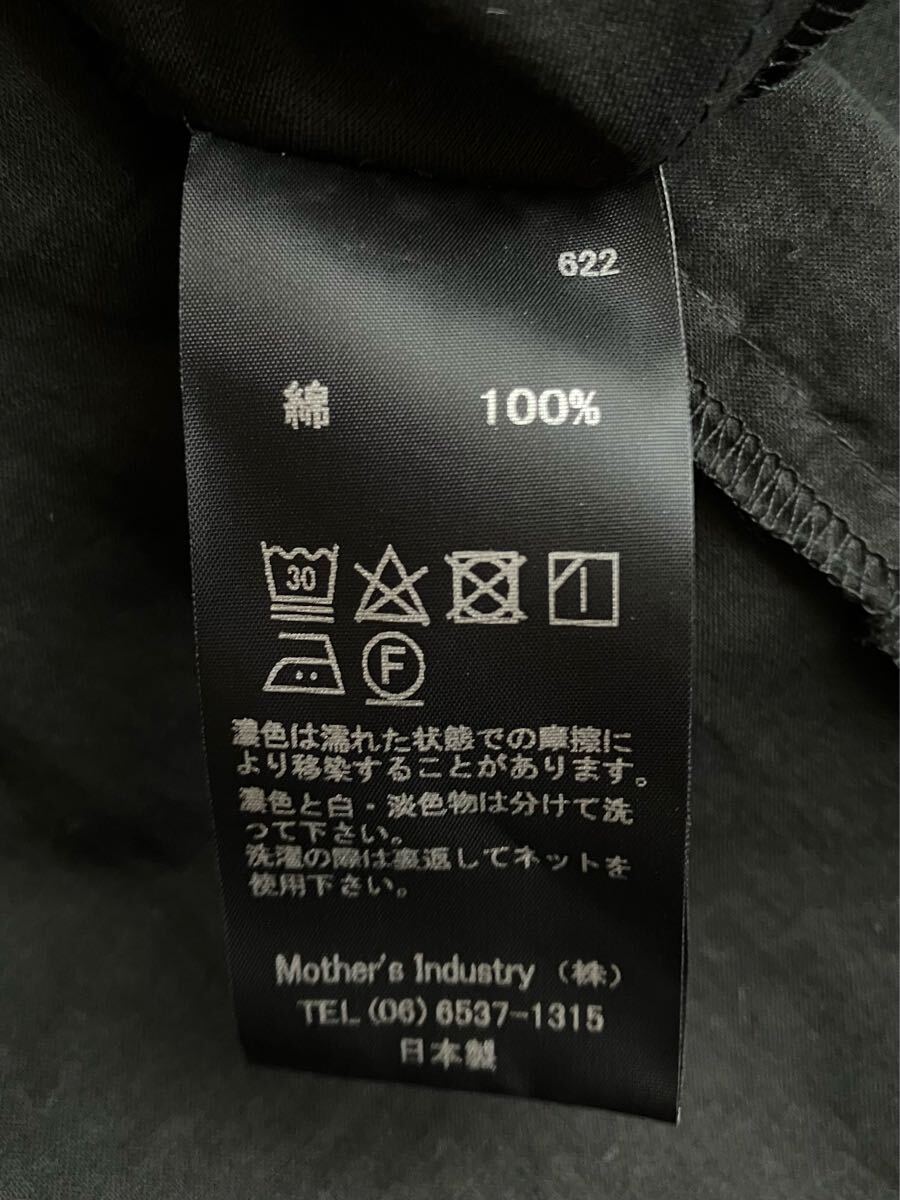 622
綿 100%
30
F
濃色は濡れた状態での摩擦に
より移染することがあります。
濃色と白・淡色物は分けて洗
って下さい。
洗濯の際は裏返してネットを
使用下さい。
Mother's Industry (株)
TEL (06) 6537-1315
日本製